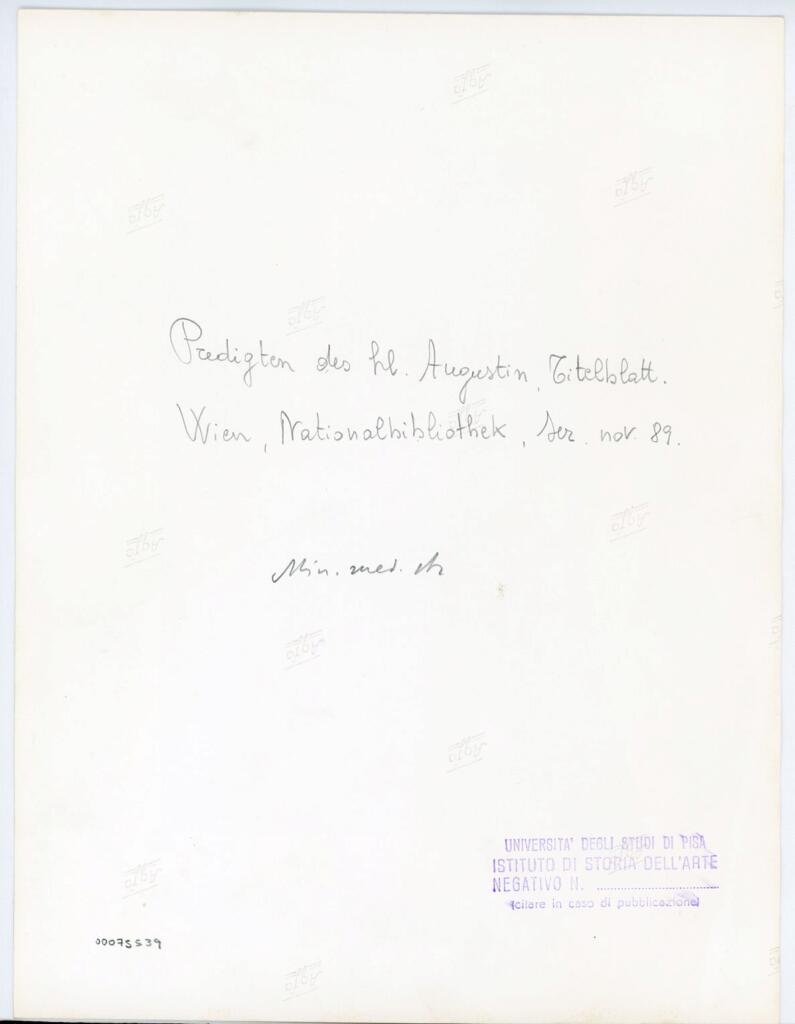 Predigten des hl. Augustin, Titelblatt.
Wien, Nationalbibliothek, Ser. nov. 89.
Min. med.
UNIVERSITA' DEGLI STUDI DI PISA
ISTITUTO DI STORIA DELL'ARTE
NEGATIVO N. ....................
(citare in caso di pubblicazione)
00075539